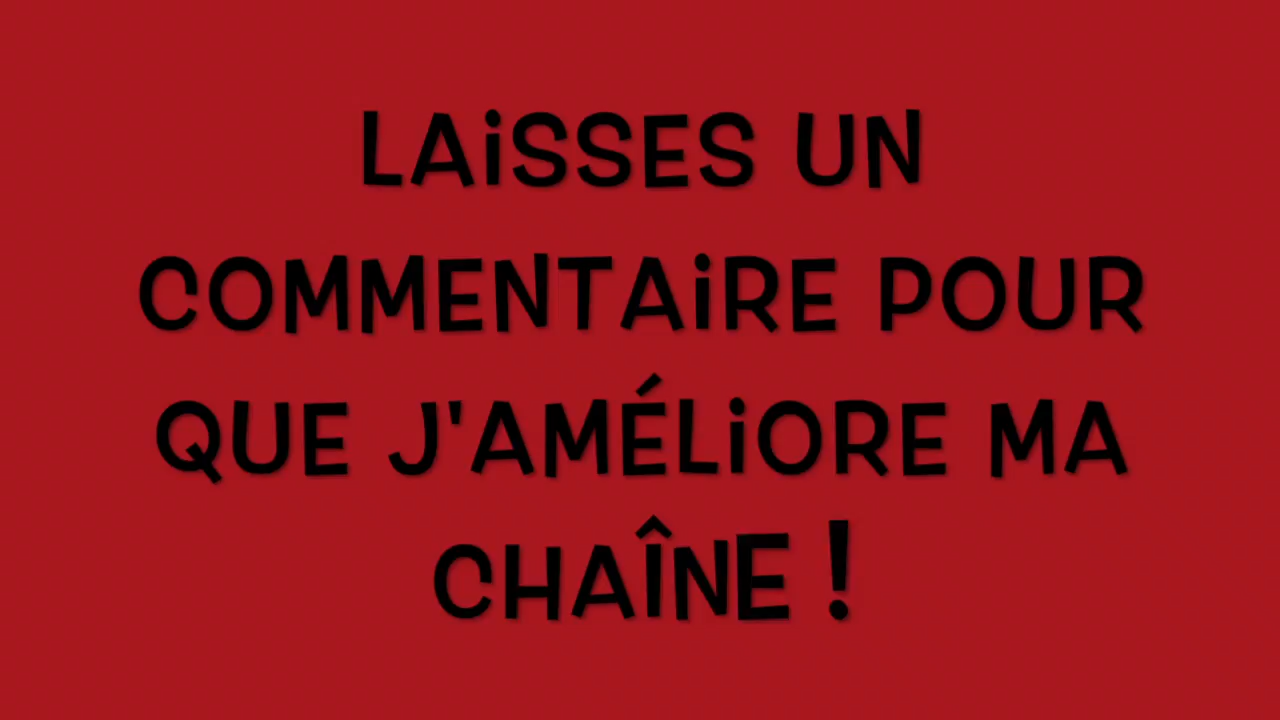 LAiSSES UN
COMMENTAiRE POUR
QUE J'AMÉLiORE MA
CHAÎNE !